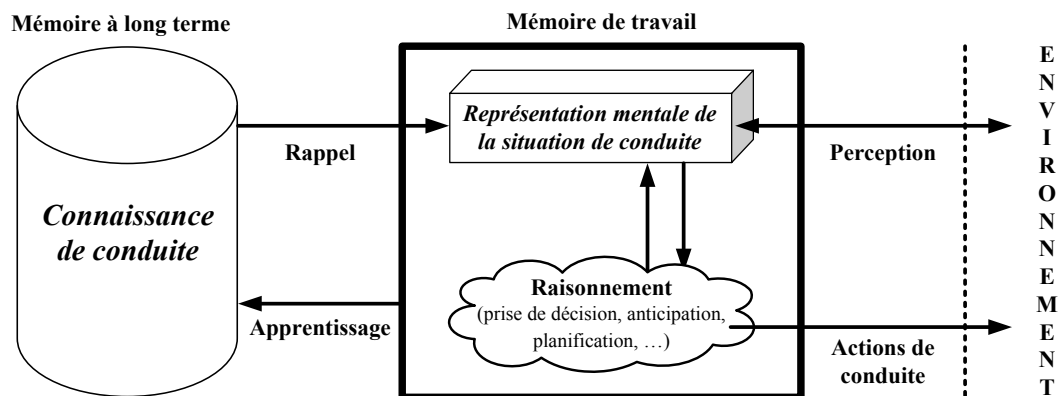 Mémoire à long terme
Mémoire de travail
Connaissance
de conduite
Rappel
Apprentissage
Représentation mentale de
la situation de conduite
Raisonnement
(prise de décision, anticipation,
planification, …)
Perception
Actions de
conduite
E
N
V
I
R
O
N
N
E
M
E
N
T